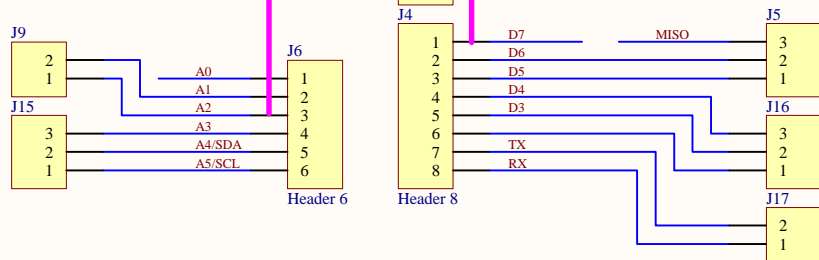 J9
2
1
J15
3
2
1
A0
A1
A2
A3
A4/SDA
A5/SCL
J6
1
2
3
4
5
6
Header 6
J4
1
2
3
4
5
6
7
8
Header 8
D7
D6
D5
D4
D3
TX
RX
MISO
J5
3
2
1
J16
3
2
1
J17
2
1